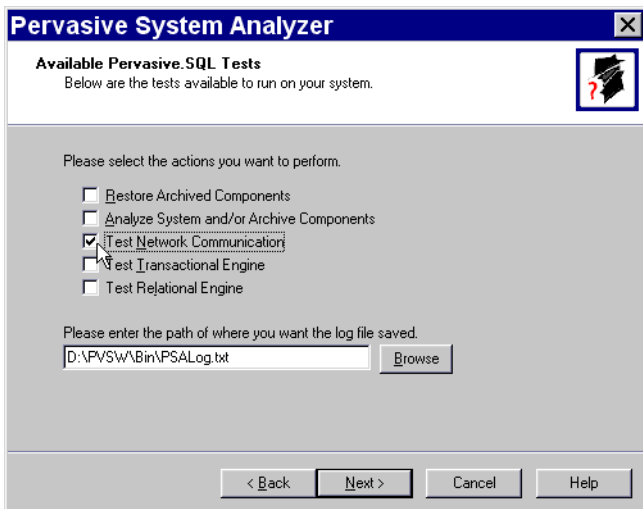 Pervasive System Analyzer
Available Pervasive.SQL Tests
Below are the tests available to run on your system.
?
Please select the actions you want to perform.
Restore Archived Components
Analyze System and/or Archive Components
Test Network Communication
Test Transactional Engine
Test Relational Engine
Please enter the path of where you want the log file saved.
D:\PVSW\Bin\PSALog.txt Browse
< Back Next > Cancel Help